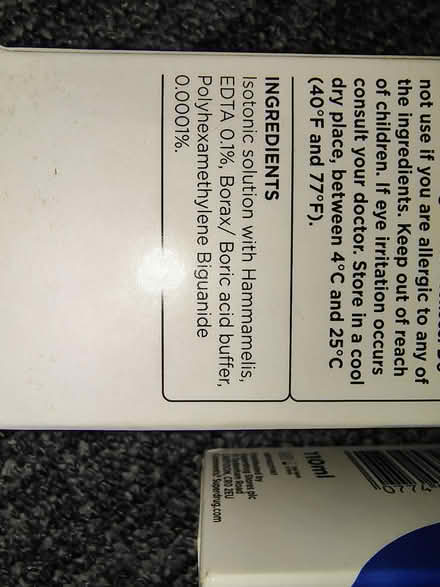 not use if you are allergic to any of
the ingredients. Keep out of reach
of children. If eye irritation occurs
consult your doctor. Store in a cool
dry place, between 4°C and 25°C
(40°F and 77°F).
INGREDIENTS
Isotonic solution with Hammamelis,
EDTA 0.1%, Borax/ Boric acid buffer,
Polyhexamethylene Biguanide
0.0001%.
110ml
Superdrug.com